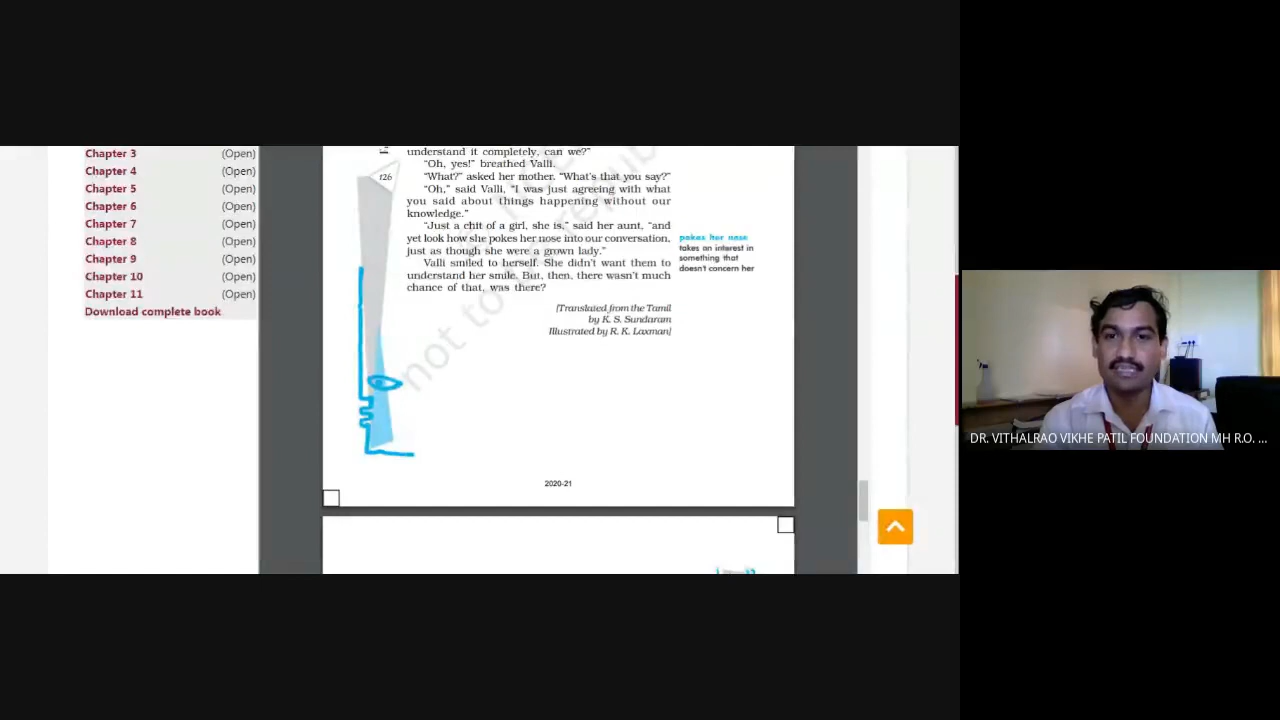 Chapter 3 (Open)
Chapter 4 (Open)
Chapter 5 (Open)
Chapter 6 (Open)
Chapter 7 (Open)
Chapter 8 (Open)
Chapter 9 (Open)
Chapter 10 (Open)
Chapter 11 (Open)
Download complete book
126
understand it completely, can we?”
“Oh, yes!” breathed Valli.
“What?” asked her mother. “What’s that you say?”
“Oh,” said Valli, “I was just agreeing with what
you said about things happening without our
knowledge.”
“Just a chit of a girl, she is,” said her aunt, “and
yet look how she pokes her nose into our conversation,
just as though she were a grown lady.”
Valli smiled to herself. She didn’t want them to
understand her smile. But, then, there wasn’t much
chance of that, was there?
[Translated from the Tamil
by K. S. Sundaram
Illustrated by R. K. Laxman]
pokes her nose
takes an interest in
something that
doesn’t concern her
not to
2020-21
DR. VITHALRAO VIKHE PATIL FOUNDATION MH R.O. ...